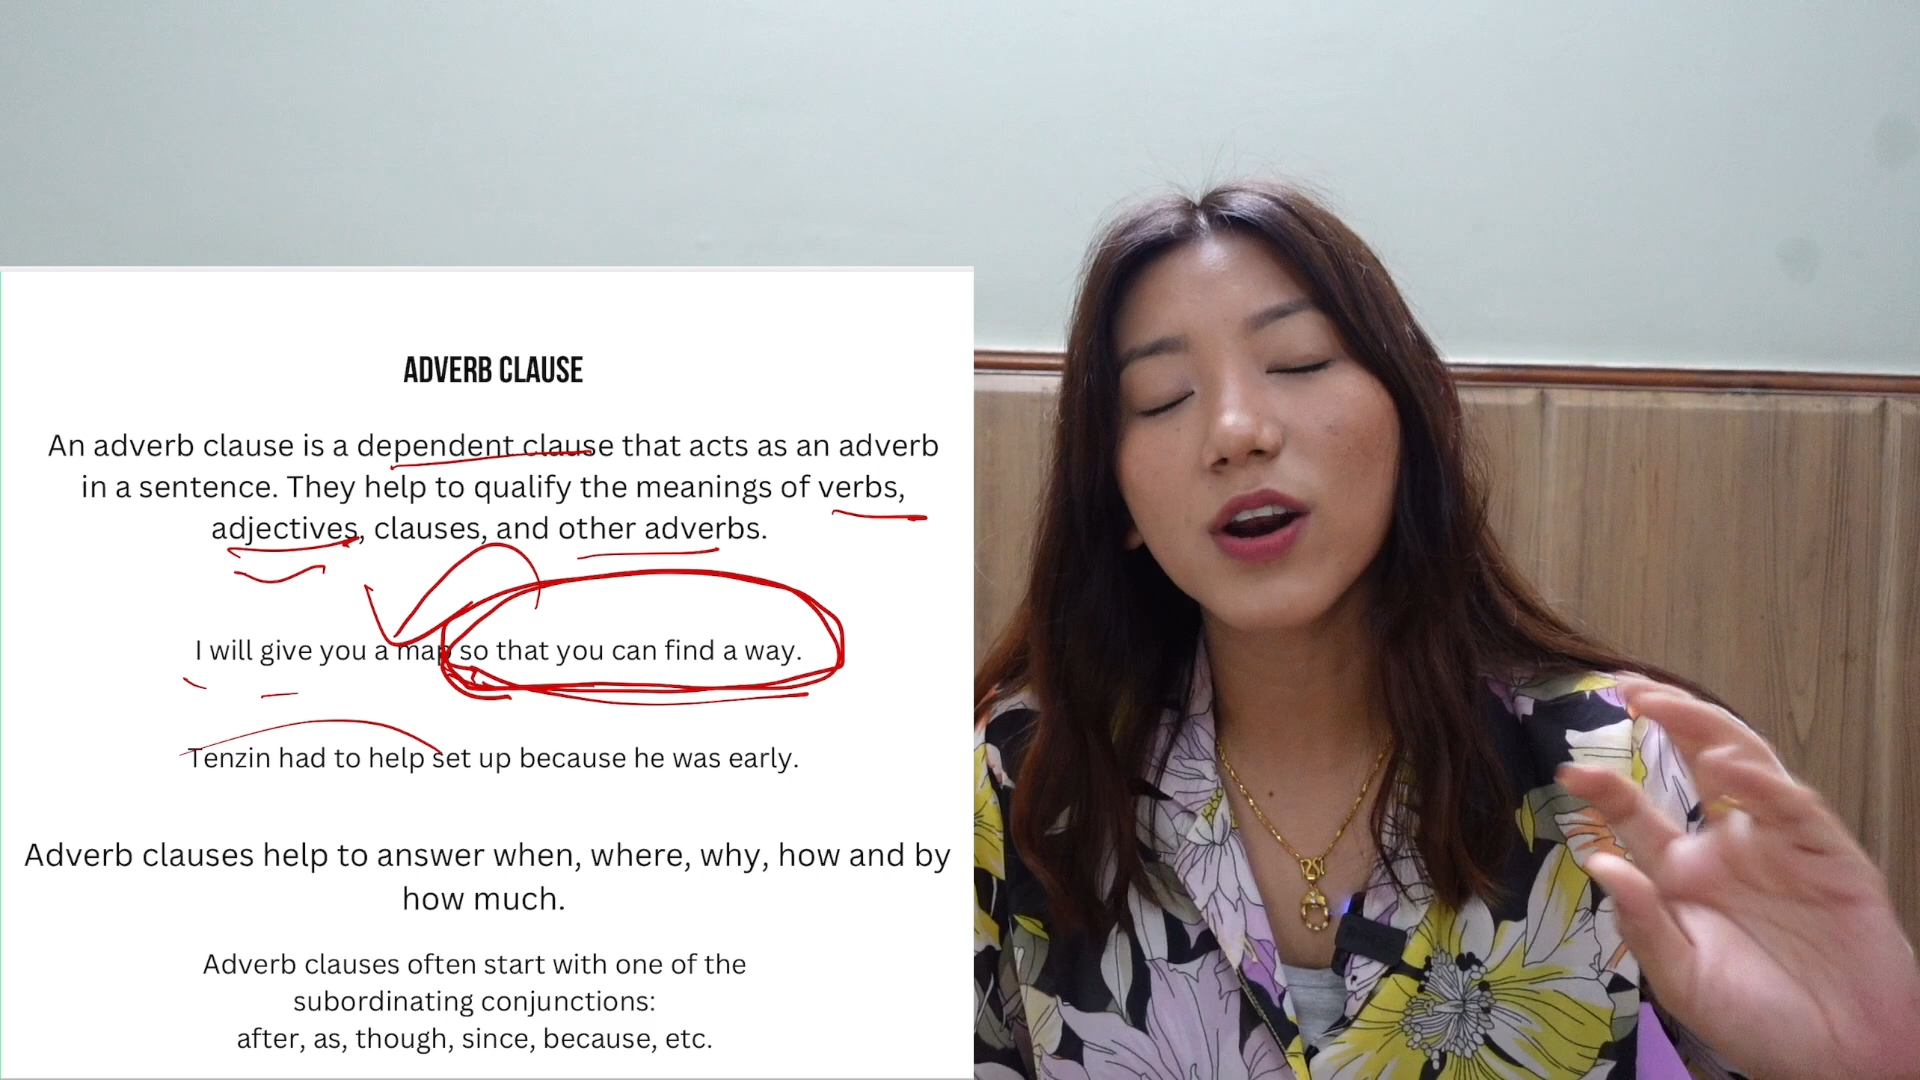 ADVERB CLAUSE
An adverb clause is a dependent clause that acts as an adverb
in a sentence. They help to qualify the meanings of verbs,
adjectives, clauses, and other adverbs.
I will give you a map so that you can find a way.
Tenzin had to help set up because he was early.
Adverb clauses help to answer when, where, why, how and by
how much.
Adverb clauses often start with one of the
subordinating conjunctions:
after, as, though, since, because, etc.